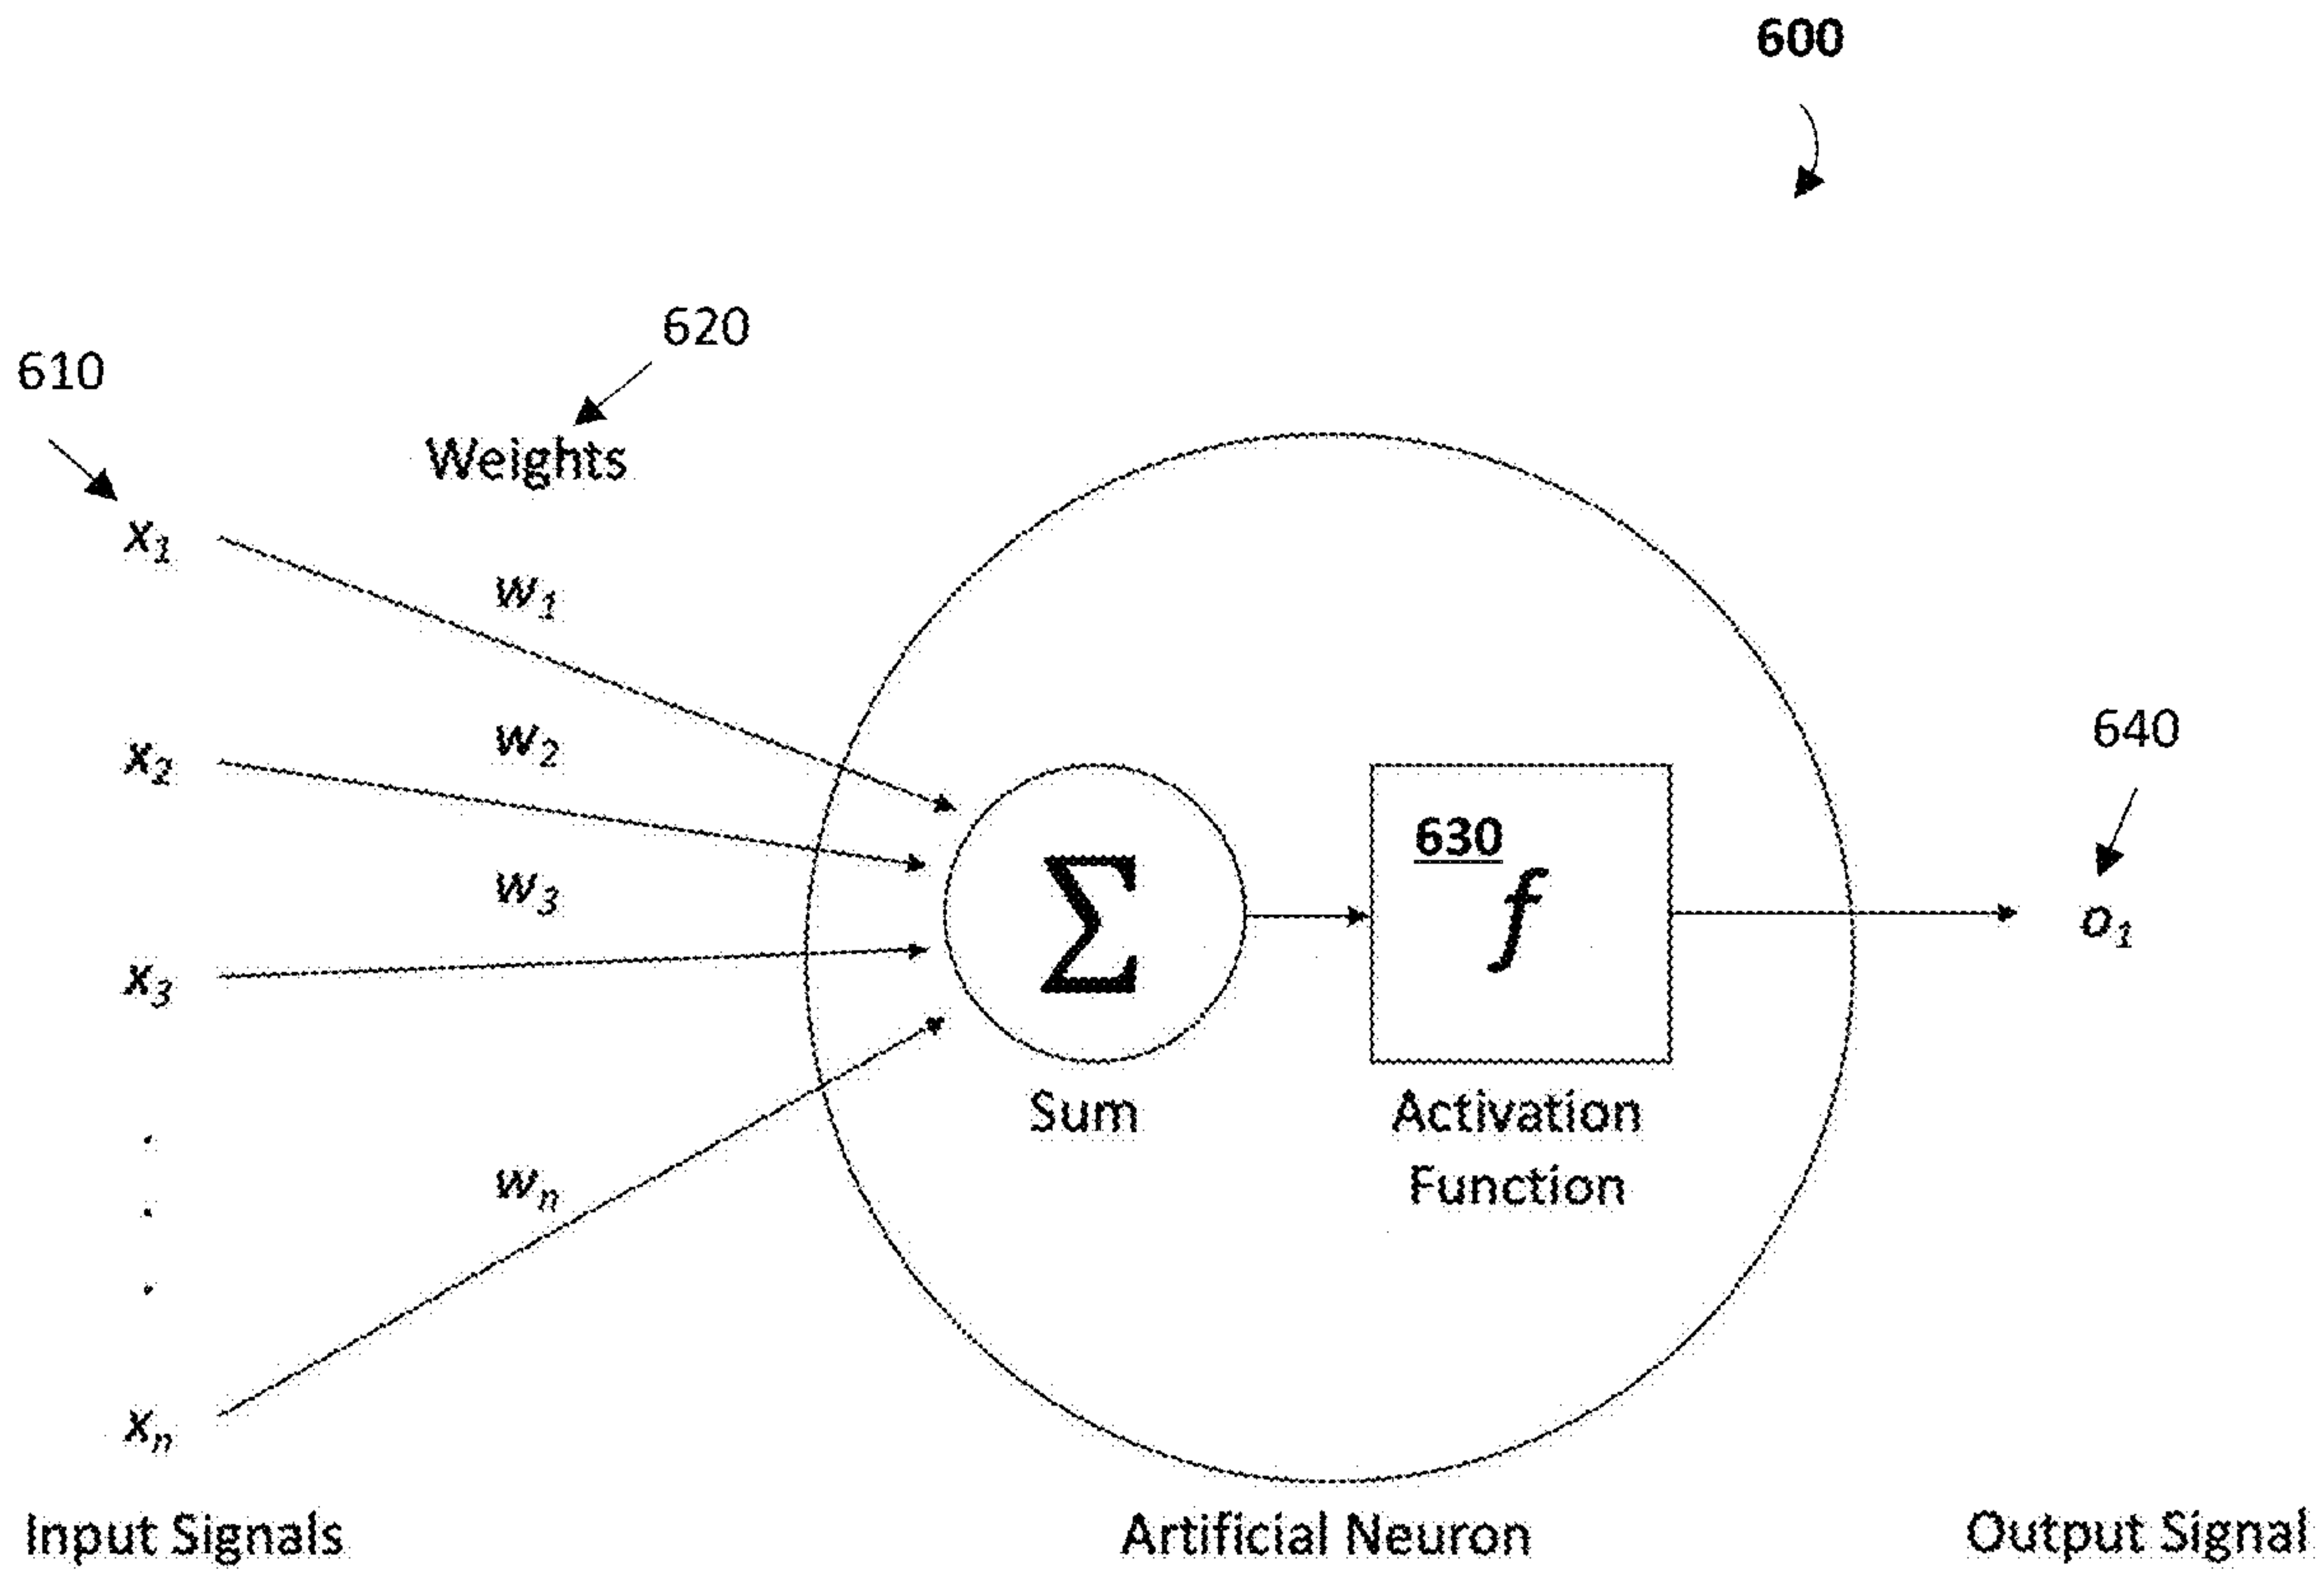 600
620
610
Weights
x₁
w₁
w₂
640
x₂
630
w₃
Σ
f
o₁
x₃
Sum
Activation
Function
wₙ
xₙ
Input Signals
Artificial Neuron
Output Signal